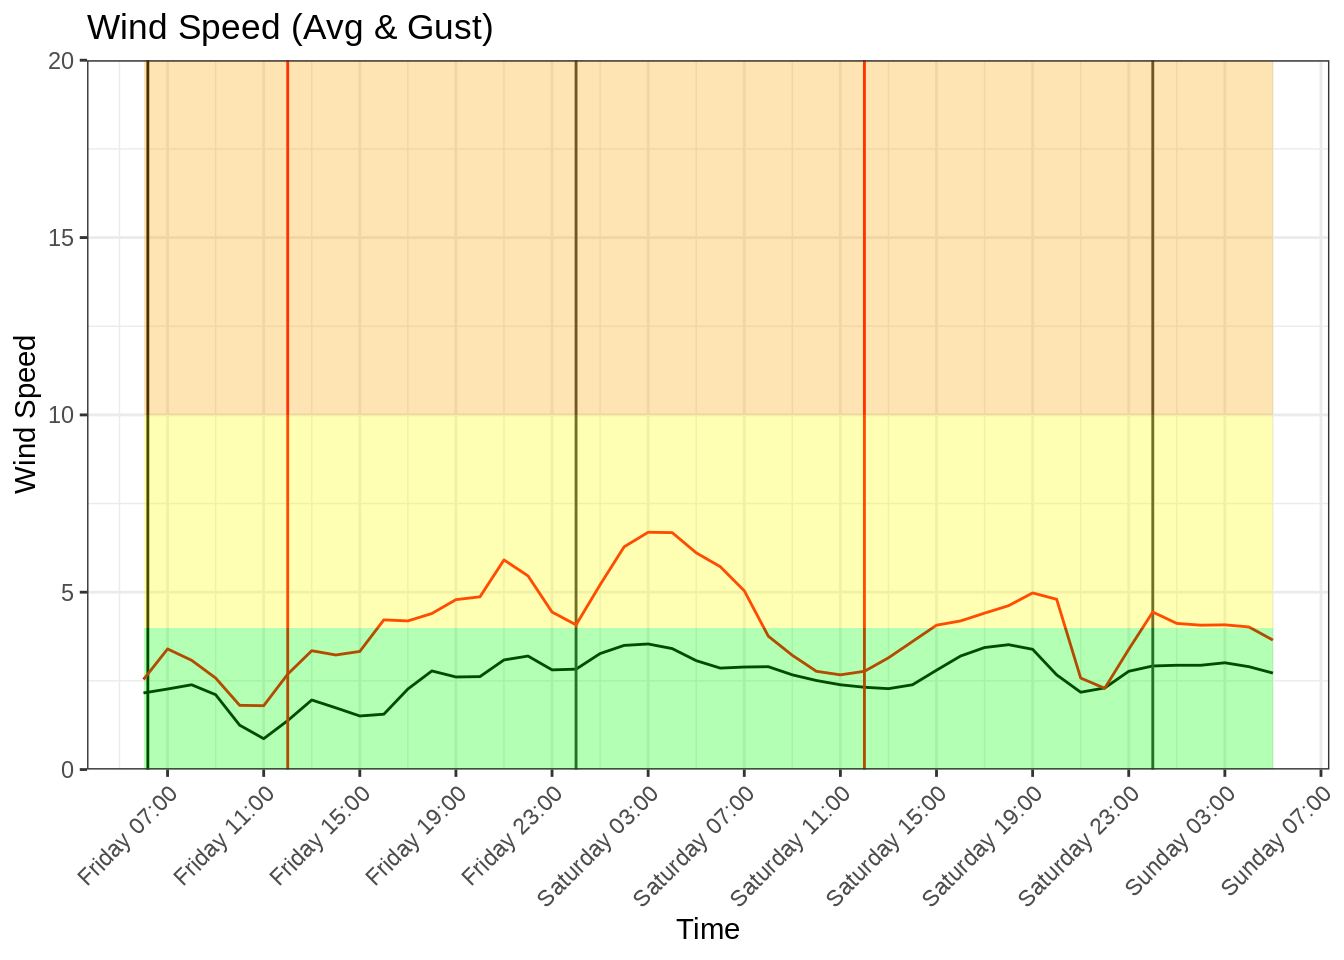 Wind Speed (Avg & Gust)
Wind Speed
20
15
10
5
0
Friday 07:00
Friday 11:00
Friday 15:00
Friday 19:00
Friday 23:00
Saturday 03:00
Saturday 07:00
Saturday 11:00
Saturday 15:00
Saturday 19:00
Saturday 23:00
Sunday 03:00
Sunday 07:00
Time